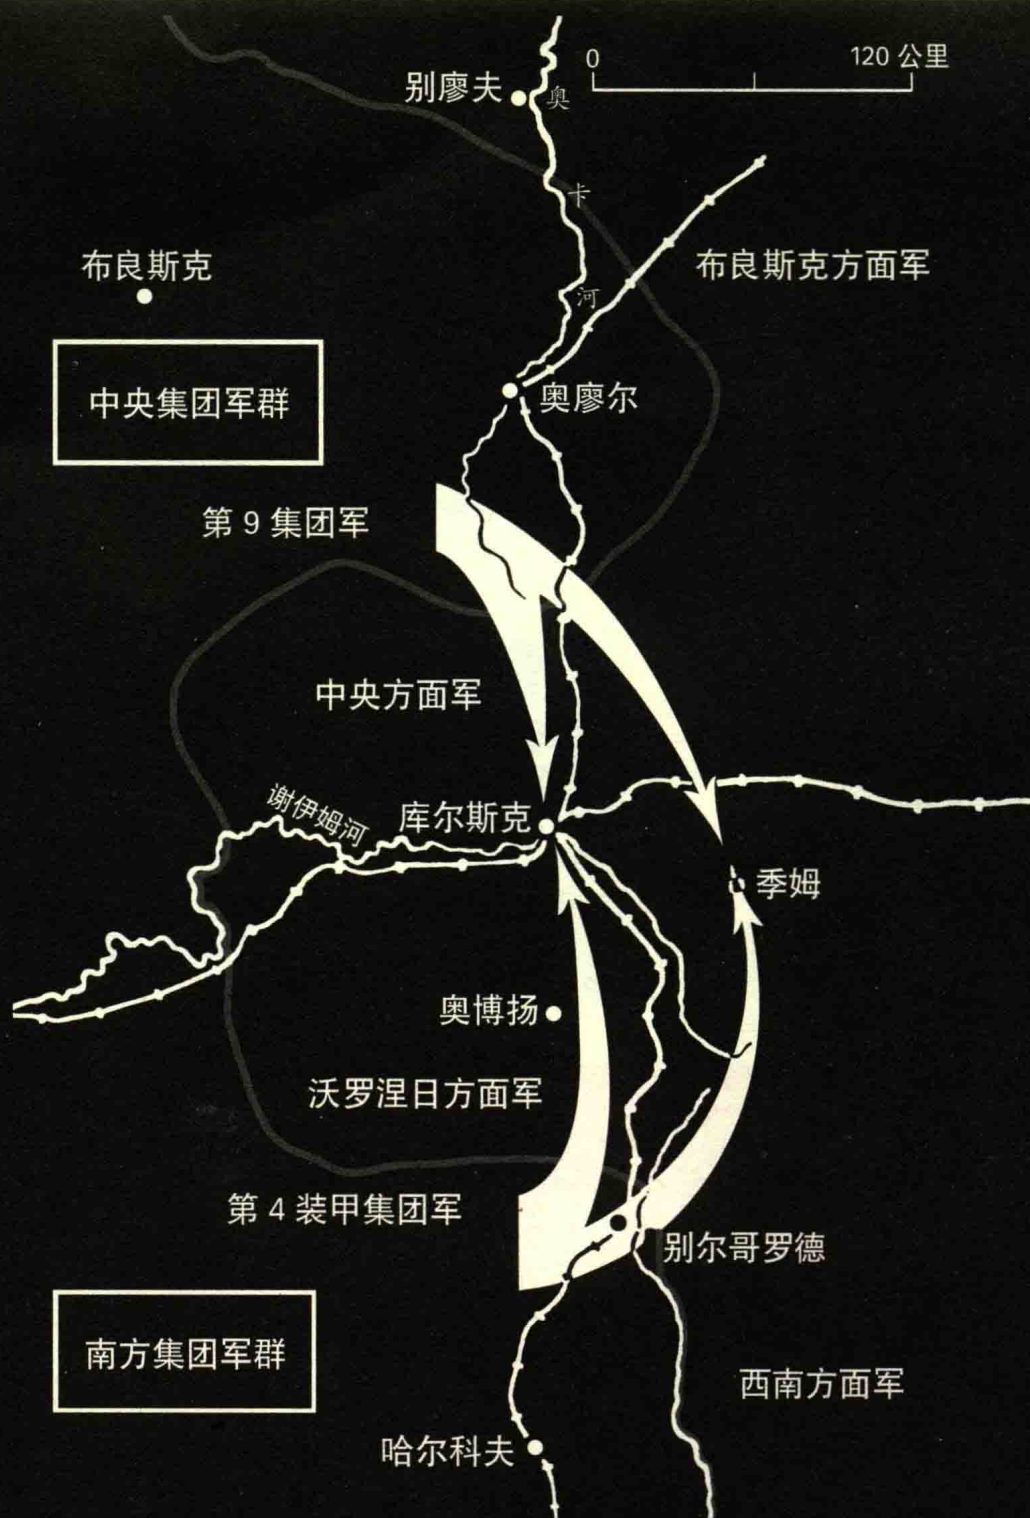 0
120 公里
别廖夫
奥
卡
河
布良斯克
布良斯克方面军
中央集团军群
奥廖尔
第 9 集团军
中央方面军
谢伊姆河
库尔斯克
季姆
奥博扬
沃罗涅日方面军
第 4 装甲集团军
别尔哥罗德
南方集团军群
西南方面军
哈尔科夫